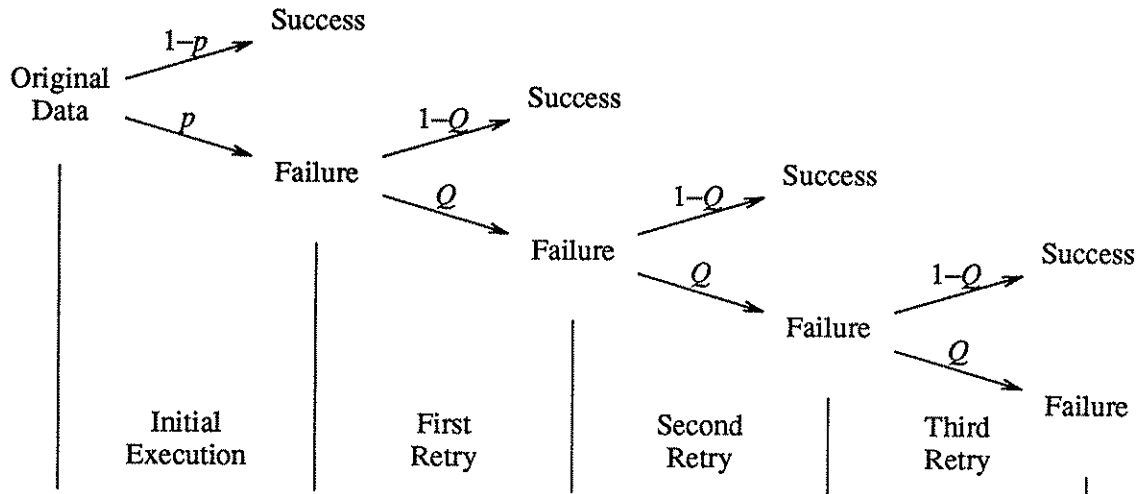 Success
1–p
Original
Data
Success
p
1–Q
Failure
Success
Q
1–Q
Failure
Success
Q
1–Q
Failure
Q
Failure
Initial
Execution
First
Retry
Second
Retry
Third
Retry